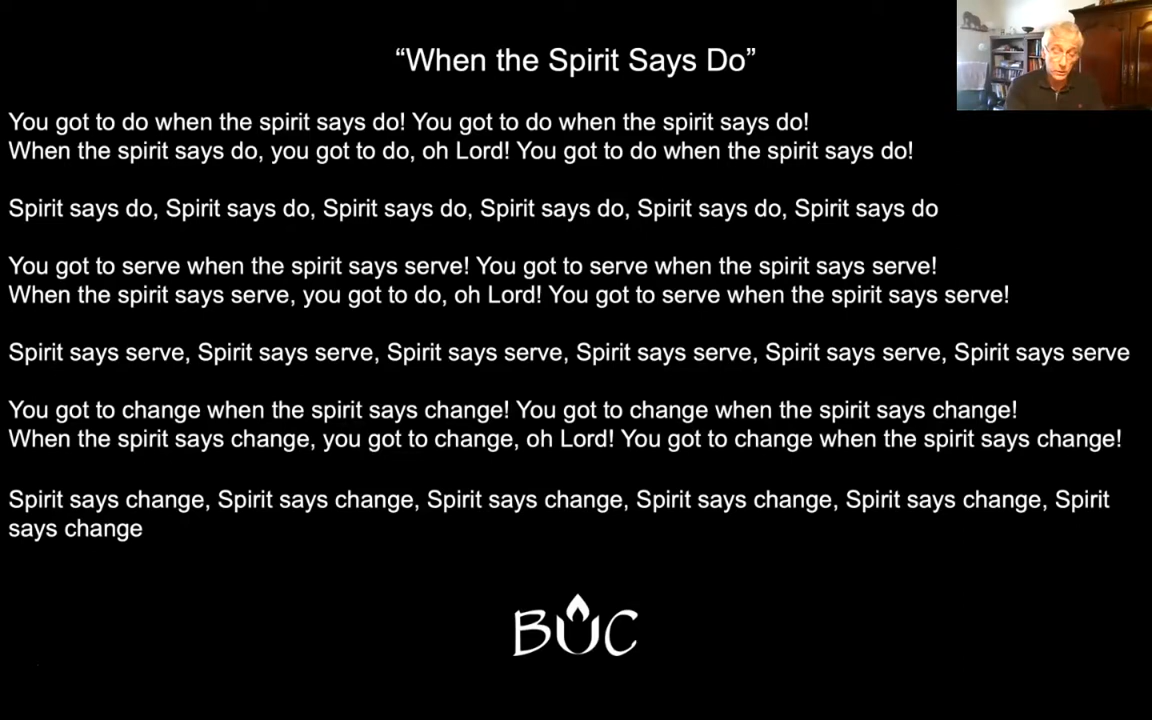 “When the Spirit Says Do”
You got to do when the spirit says do! You got to do when the spirit says do!
When the spirit says do, you got to do, oh Lord! You got to do when the spirit says do!
Spirit says do, Spirit says do, Spirit says do, Spirit says do, Spirit says do, Spirit says do
You got to serve when the spirit says serve! You got to serve when the spirit says serve!
When the spirit says serve, you got to do, oh Lord! You got to serve when the spirit says serve!
Spirit says serve, Spirit says serve, Spirit says serve, Spirit says serve, Spirit says serve, Spirit says serve
You got to change when the spirit says change! You got to change when the spirit says change!
When the spirit says change, you got to change, oh Lord! You got to change when the spirit says change!
Spirit says change, Spirit says change, Spirit says change, Spirit says change, Spirit says change, Spirit
says change
BUC